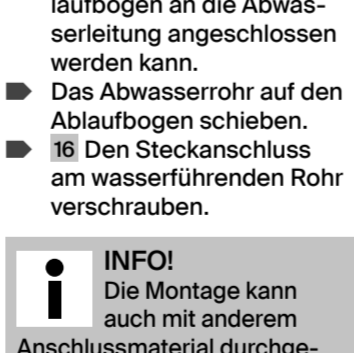 laufbogen an die Abwas-
serleitung angeschlossen
werden kann.
Das Abwasserrohr auf den
Ablaufbogen schieben.
16 Den Steckanschluss
am wasserführenden Rohr
verschrauben.
INFO!
Die Montage kann
auch mit anderem
Anschlussmaterial durchge-